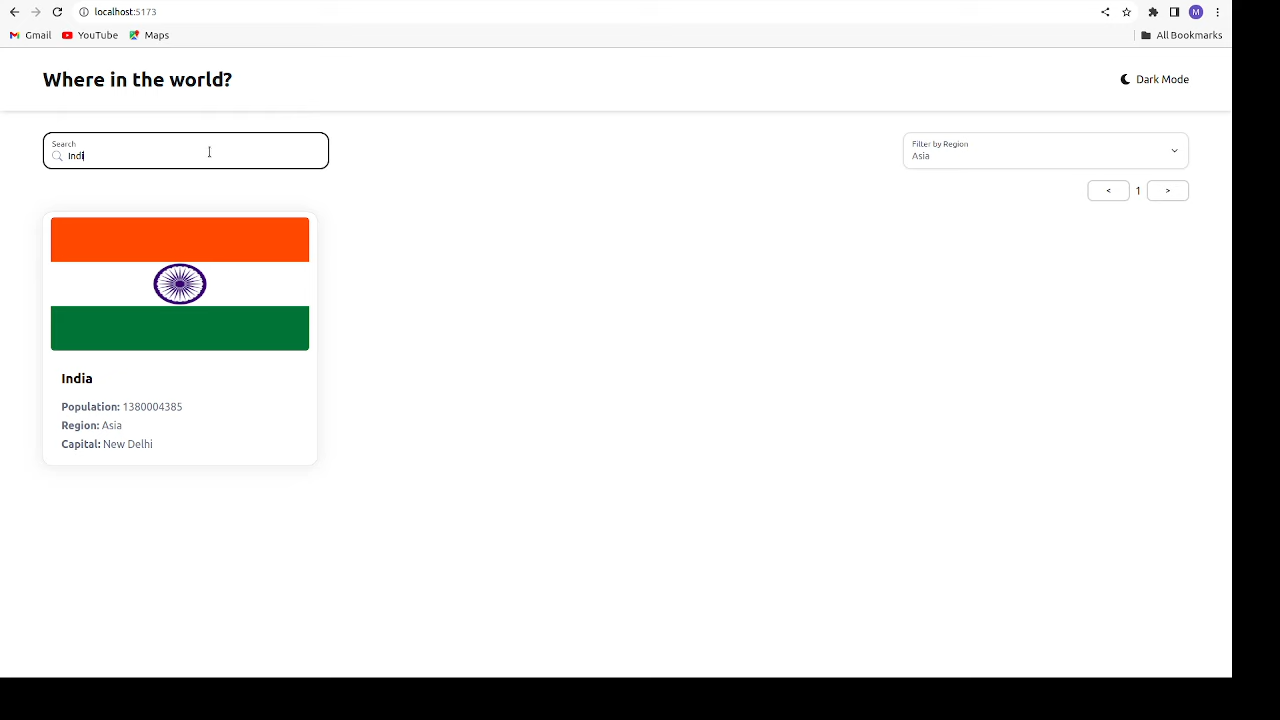 localhost:5173
M
Gmail YouTube Maps All Bookmarks
Where in the world? Dark Mode
Search
Indi
Filter by Region
Asia
< 1 >
India
Population: 1380004385
Region: Asia
Capital: New Delhi